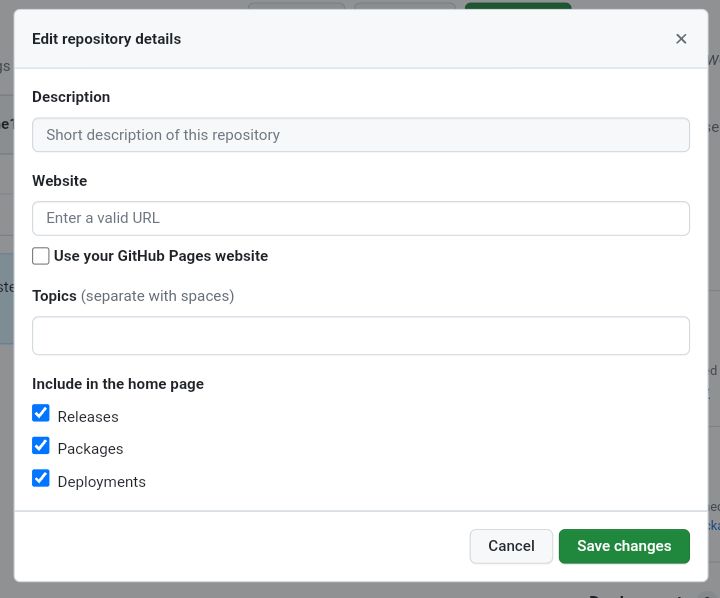 Edit repository details
Description
Short description of this repository
Website
Enter a valid URL
Use your GitHub Pages website
Topics (separate with spaces)
Include in the home page
Releases
Packages
Deployments
Cancel
Save changes